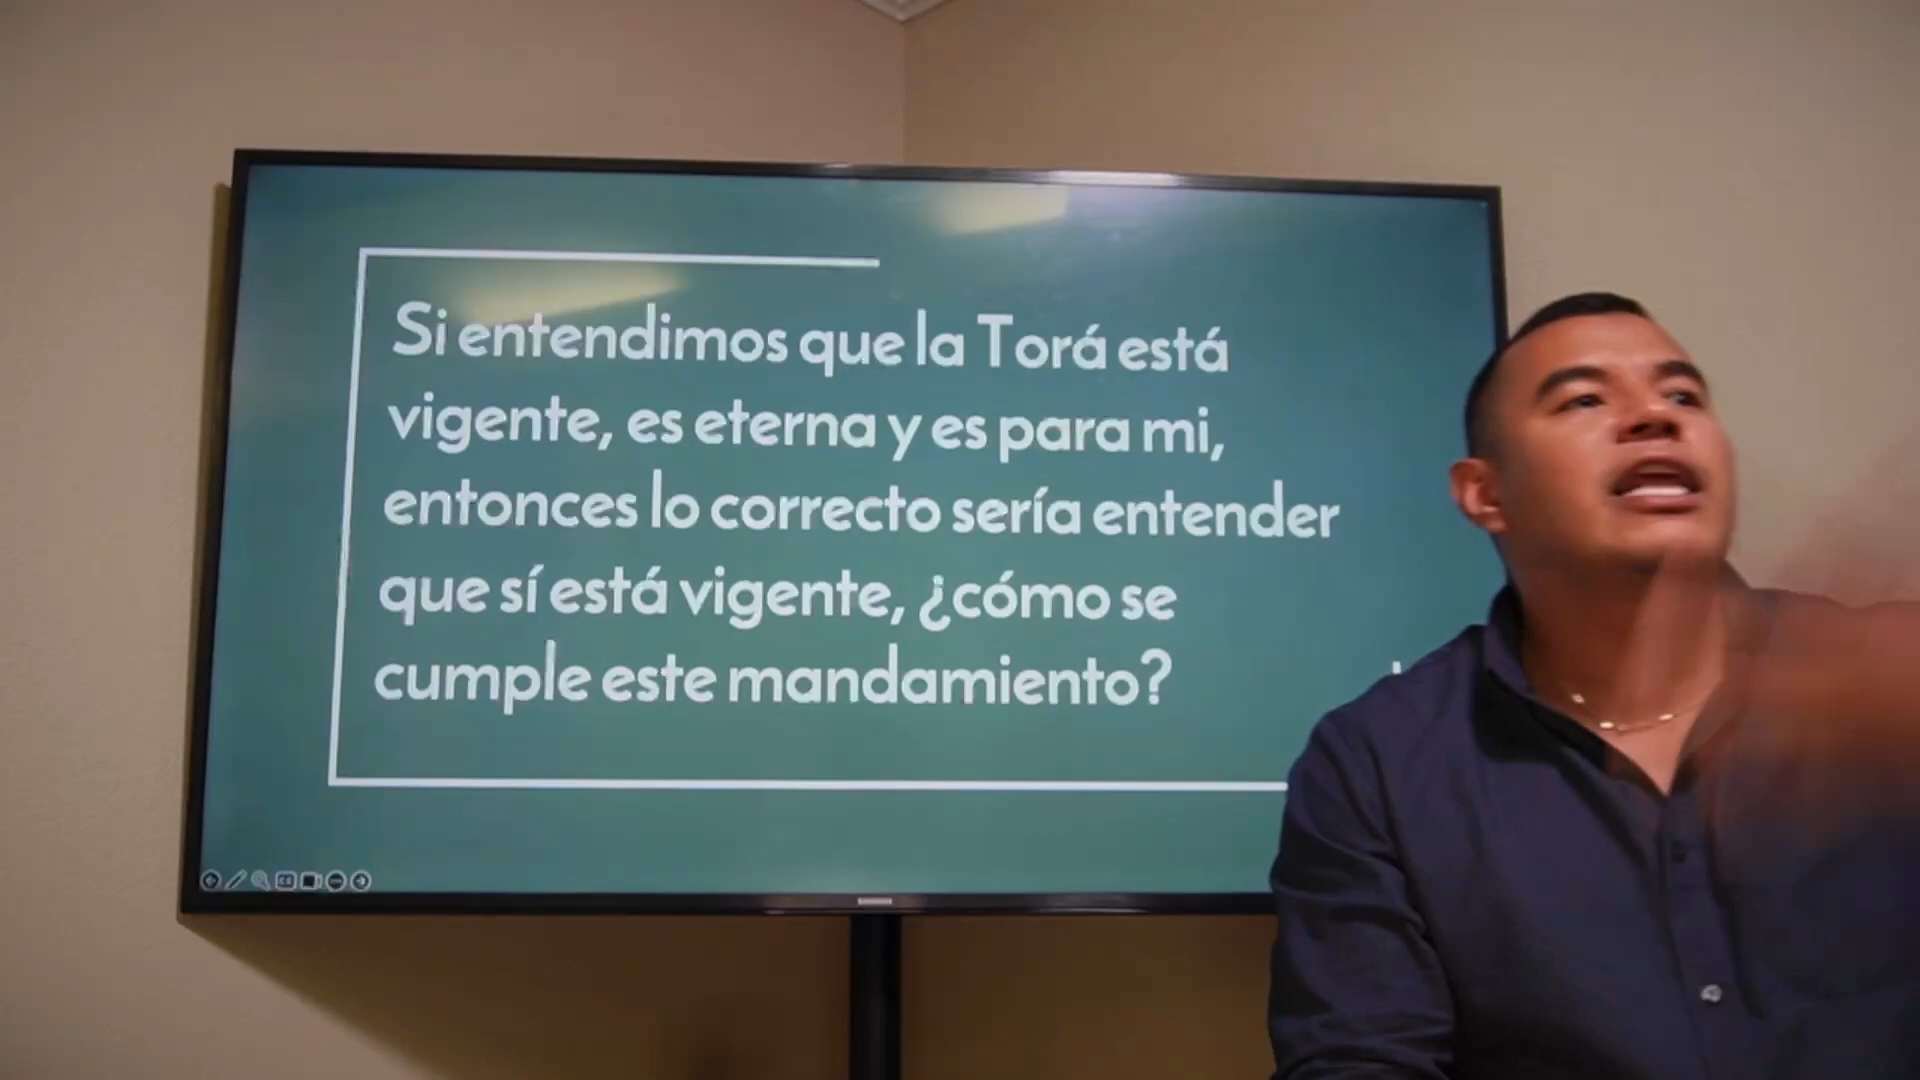 Si entendimos que la Torá está
vigente, es eterna y es para mi,
entonces lo correcto sería entender
que sí está vigente, ¿cómo se
cumple este mandamiento?